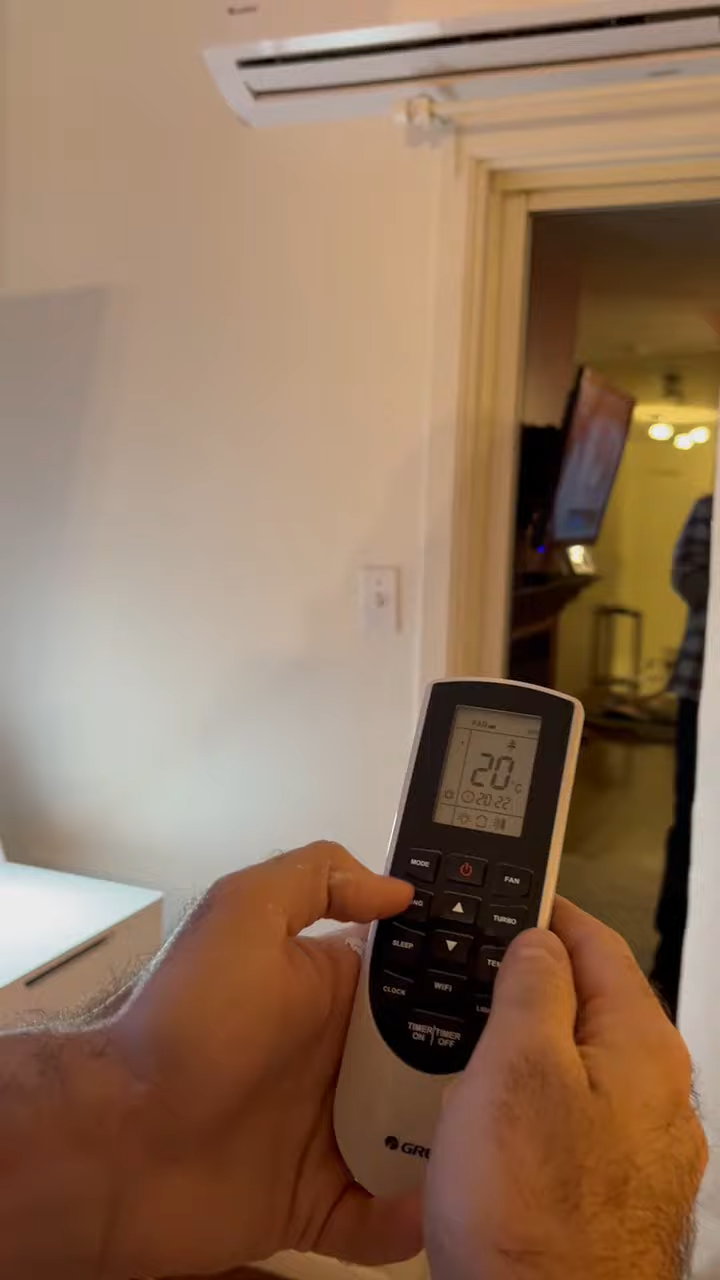 FAN
20°C
20:22
MODE
FAN
TURBO
SLEEP
WiFi
CLOCK
TIMER ON
TIMER OFF